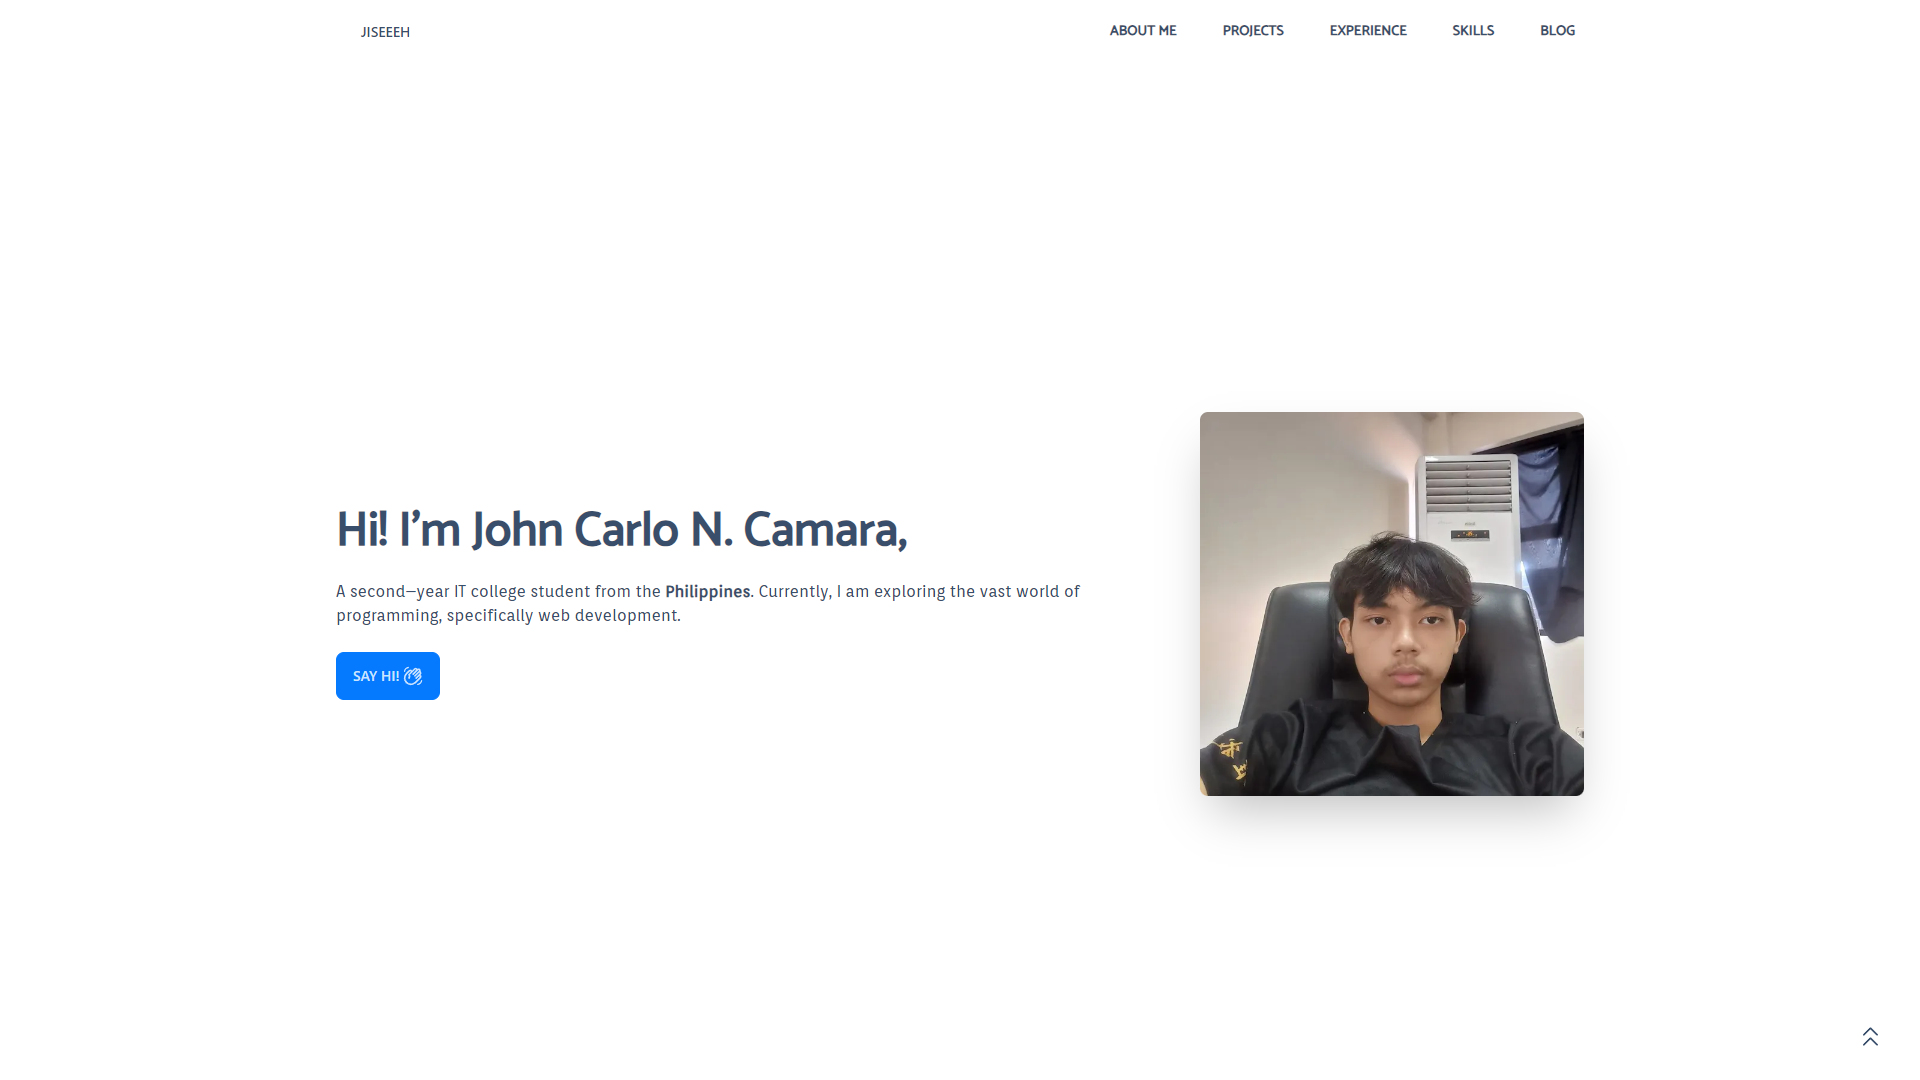 JISEEEH
ABOUT ME
PROJECTS
EXPERIENCE
SKILLS
BLOG
Hi! I’m John Carlo N. Camara,
A second–year IT college student from the Philippines. Currently, I am exploring the vast world of
programming, specifically web development.
SAY HI!